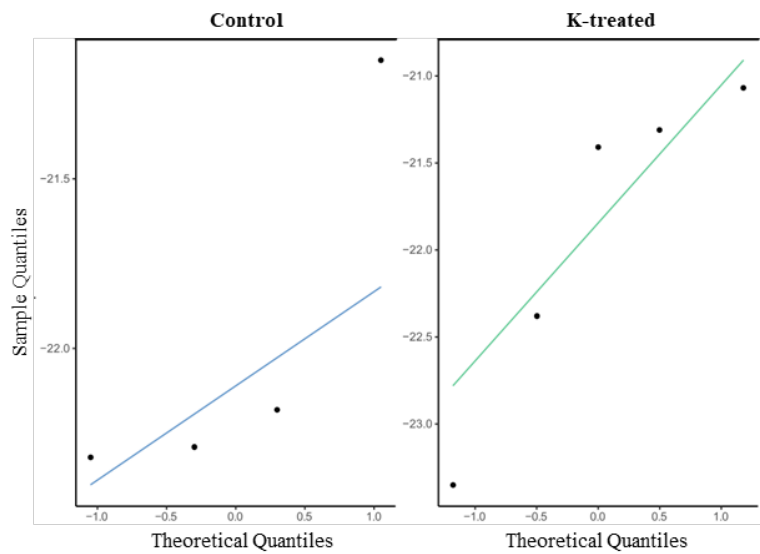 Control
K-treated
Sample Quantiles
−21.5
−22.0
−1.0 −0.5 0.0 0.5 1.0
Theoretical Quantiles
−21.0
−21.5
−22.0
−22.5
−23.0
−1.0 −0.5 0.0 0.5 1.0
Theoretical Quantiles